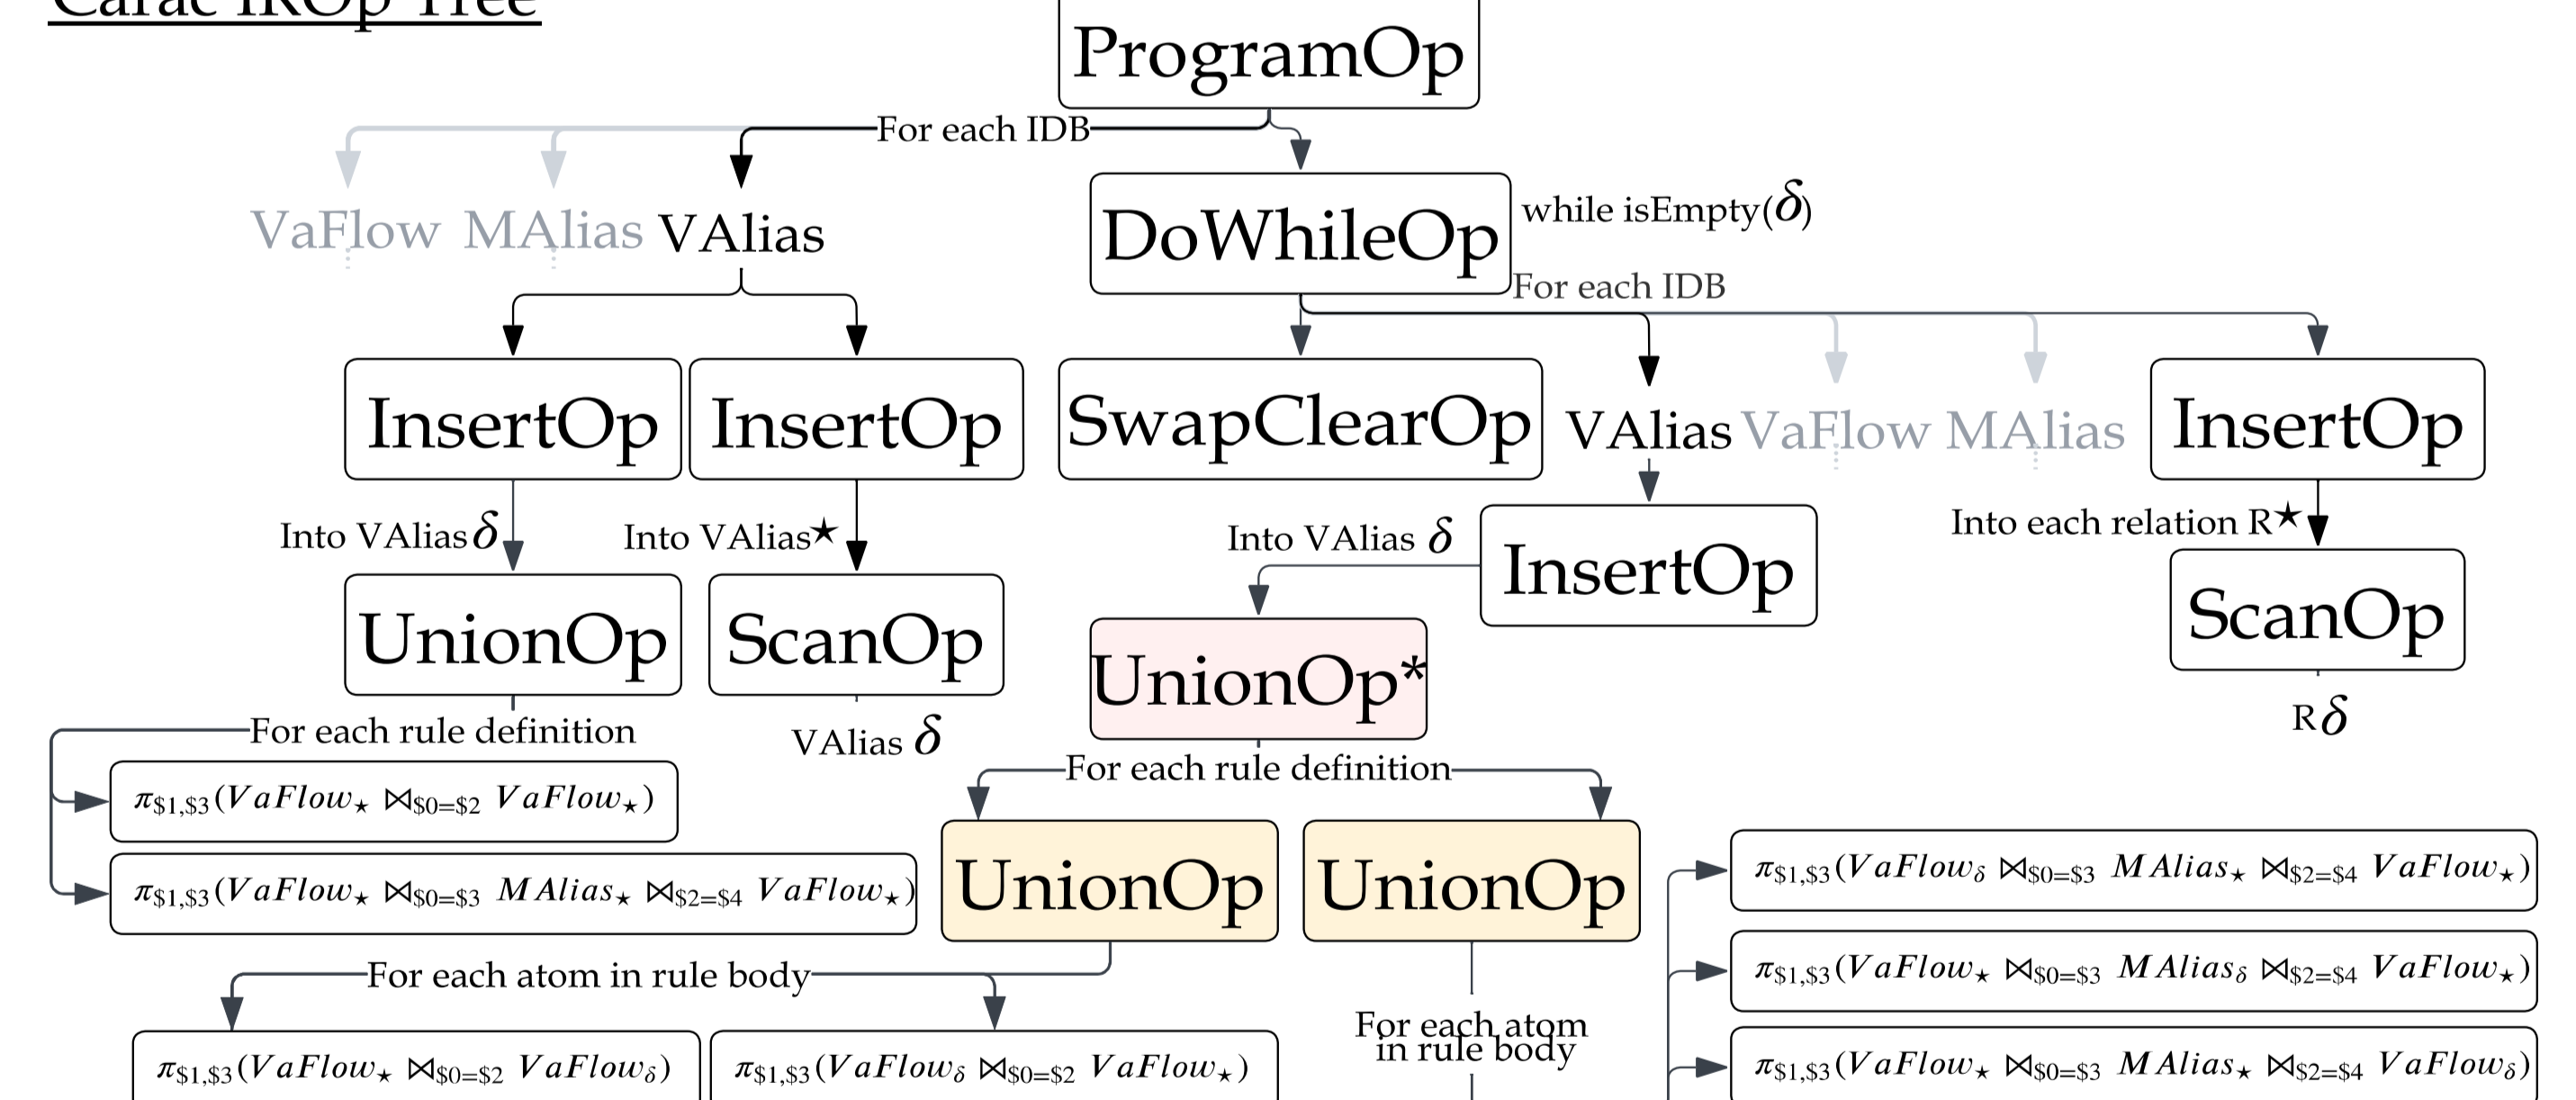 Carac IROp Tree
ProgramOp
For each IDB
VaFlow MAlias VAlias
DoWhileOp
while isEmpty(δ)
For each IDB
InsertOp
InsertOp
SwapClearOp
VAlias VaFlow MAlias
InsertOp
Into VAlias δ
Into VAlias★
Into VAlias δ
InsertOp
Into each relation R★
UnionOp
ScanOp
UnionOp*
ScanOp
For each rule definition
VAlias δ
R δ
For each rule definition
π$1,$3(VaFlow★ ⋈$0=$2 VaFlow★)
π$1,$3(VaFlow★ ⋈$0=$3 MAlias★ ⋈$2=$4 VaFlow★)
UnionOp
UnionOp
π$1,$3(VaFlowδ ⋈$0=$3 MAlias★ ⋈$2=$4 VaFlow★)
π$1,$3(VaFlow★ ⋈$0=$3 MAliasδ ⋈$2=$4 VaFlow★)
π$1,$3(VaFlow★ ⋈$0=$3 MAlias★ ⋈$2=$4 VaFlowδ)
For each atom in rule body
For each atom
in rule body
π$1,$3(VaFlow★ ⋈$0=$2 VaFlowδ)
π$1,$3(VaFlowδ ⋈$0=$2 VaFlow★)